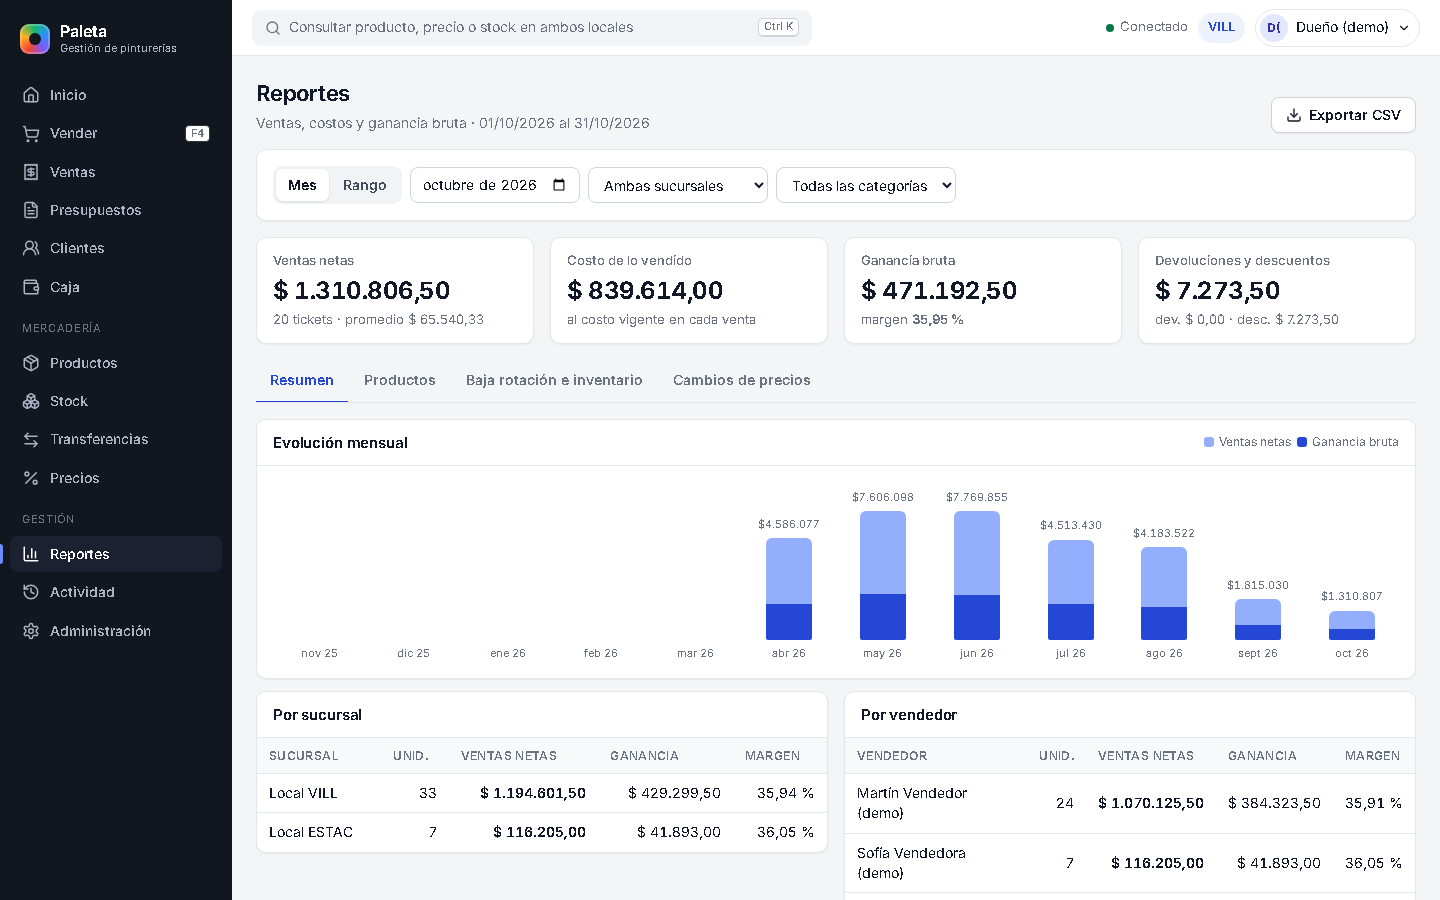 Paleta
Gestión de pinturerías
Inicio
Vender F4
Ventas
Presupuestos
Clientes
Caja
MERCADERÍA
Productos
Stock
Transferencias
Precios
GESTIÓN
Reportes
Actividad
Administración
Consultar producto, precio o stock en ambos locales Ctrl K
Conectado VILL D( Dueño (demo)
Reportes
Ventas, costos y ganancia bruta · 01/10/2026 al 31/10/2026
Exportar CSV
Mes Rango octubre de 2026 Ambas sucursales Todas las categorías
Ventas netas
$ 1.310.806,50
20 tickets · promedio $ 65.540,33
Costo de lo vendido
$ 839.614,00
al costo vigente en cada venta
Ganancia bruta
$ 471.192,50
margen 35,95 %
Devoluciones y descuentos
$ 7.273,50
dev. $ 0,00 · desc. $ 7.273,50
Resumen Productos Baja rotación e inventario Cambios de precios
Evolución mensual
Ventas netas Ganancia bruta
$4.586.077 $7.606.098 $7.769.855 $4.513.430 $4.183.522 $1.815.030 $1.310.807
nov 25 dic 25 ene 26 feb 26 mar 26 abr 26 may 26 jun 26 jul 26 ago 26 sept 26 oct 26
Por sucursal
SUCURSAL UNID. VENTAS NETAS GANANCIA MARGEN
Local VILL 33 $ 1.194.601,50 $ 429.299,50 35,94 %
Local ESTAC 7 $ 116.205,00 $ 41.893,00 36,05 %
Por vendedor
VENDEDOR UNID. VENTAS NETAS GANANCIA MARGEN
Martín Vendedor (demo) 24 $ 1.070.125,50 $ 384.323,50 35,91 %
Sofía Vendedora (demo) 7 $ 116.205,00 $ 41.893,00 36,05 %